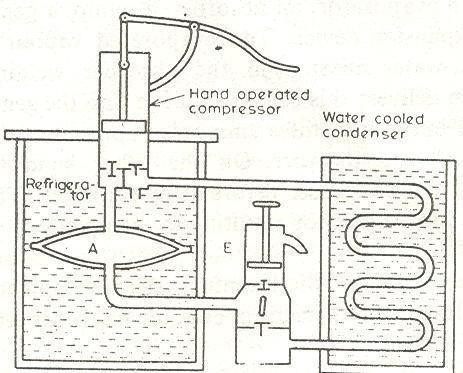 Hand operated
compressor
Water cooled
condenser
Refrigera-
tor
F
A
E